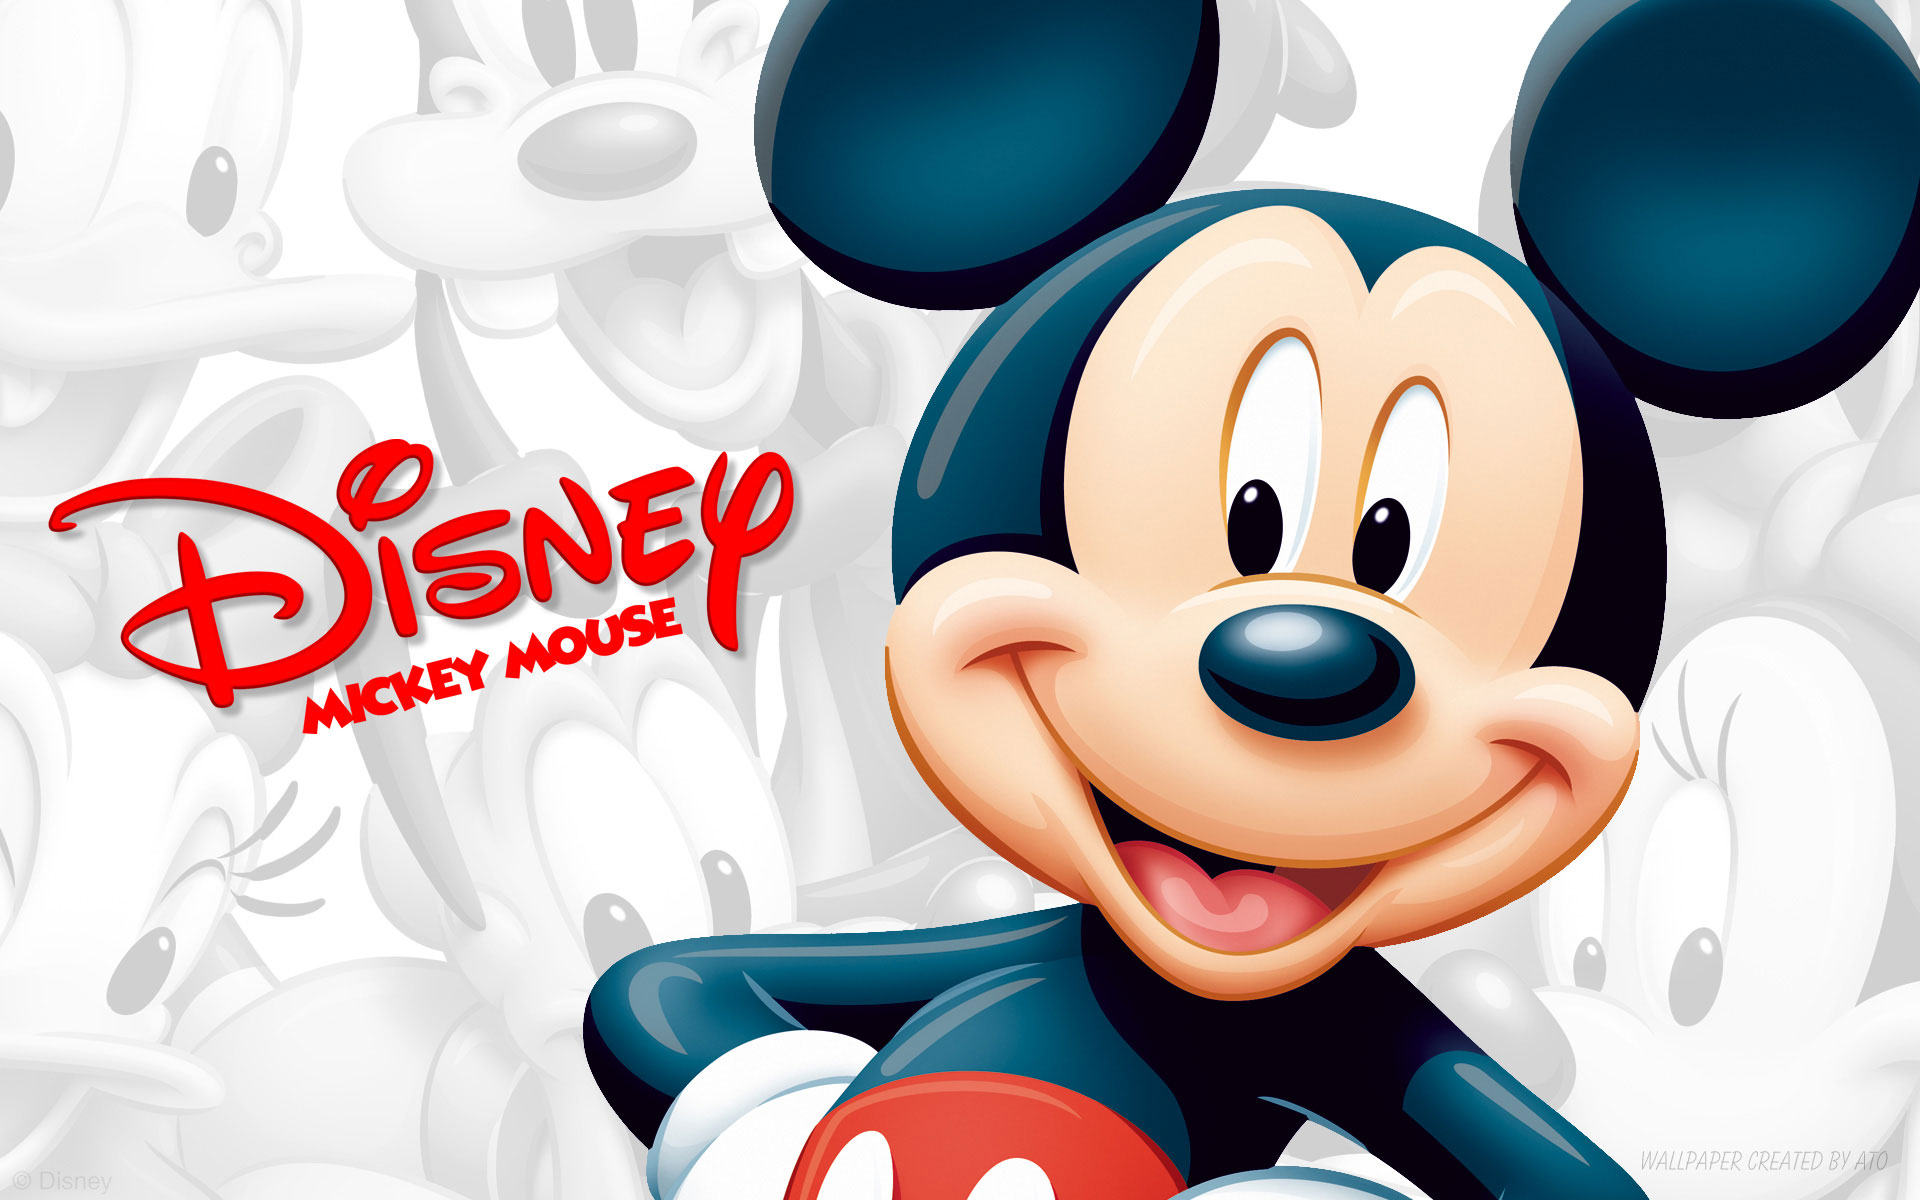 Disney
MICKEY MOUSE
© Disney
WALLPAPER CREATED BY ATO